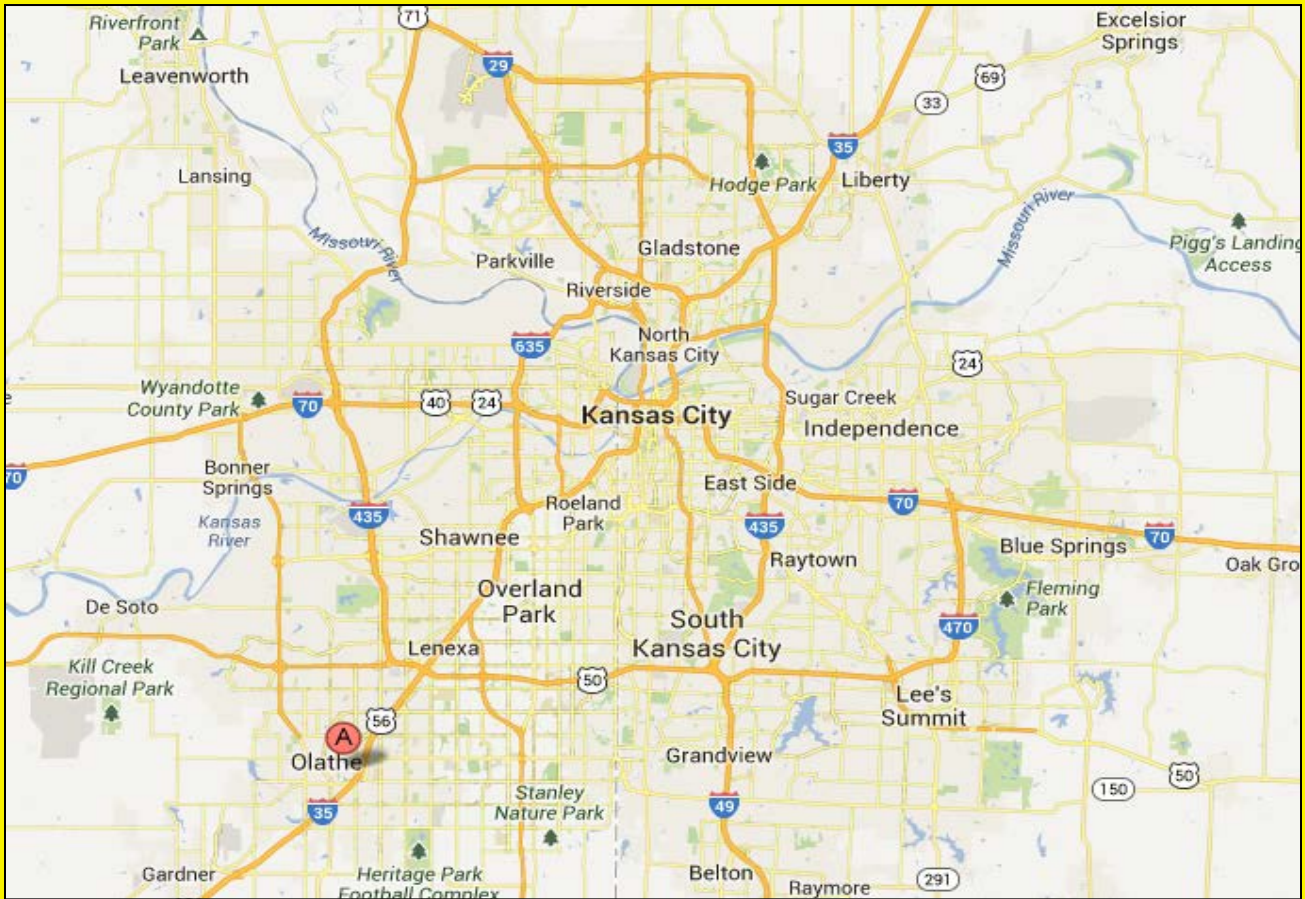 71
Riverfront
Park
Leavenworth
29
Excelsior
Springs
69
33
35
Lansing
Hodge Park
Liberty
Missouri River
Missouri River
Gladstone
Parkville
Pigg's Landing
Access
Riverside
North
Kansas City
635
24
Wyandotte
County Park
70
40
24
Sugar Creek
Kansas City
Independence
Bonner
Springs
70
East Side
70
Roeland
Park
435
Kansas
River
435
Shawnee
70
Blue Springs
Raytown
Oak Gro
Overland
Park
Fleming
Park
De Soto
South
Kansas City
470
Lenexa
Kill Creek
Regional Park
50
Lee's
Summit
56
A
Olathe
Grandview
50
150
Stanley
Nature Park
35
49
Gardner
Heritage Park
Football Complex
Belton
Raymore
291